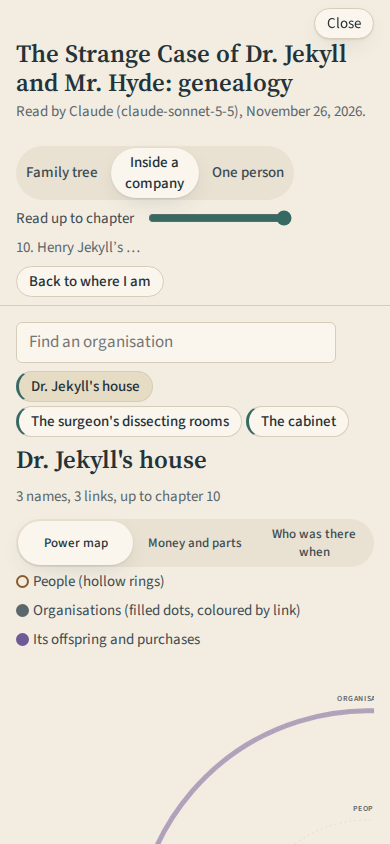 Close
The Strange Case of Dr. Jekyll
and Mr. Hyde: genealogy
Read by Claude (claude-sonnet-5-5), November 26, 2026.
Family tree
Inside a
company
One person
Read up to chapter
10. Henry Jekyll’s …
Back to where I am
Find an organisation
Dr. Jekyll's house
The surgeon's dissecting rooms
The cabinet
Dr. Jekyll's house
3 names, 3 links, up to chapter 10
Power map
Money and parts
Who was there
when
People (hollow rings)
Organisations (filled dots, coloured by link)
Its offspring and purchases
ORGANISA
PEOP